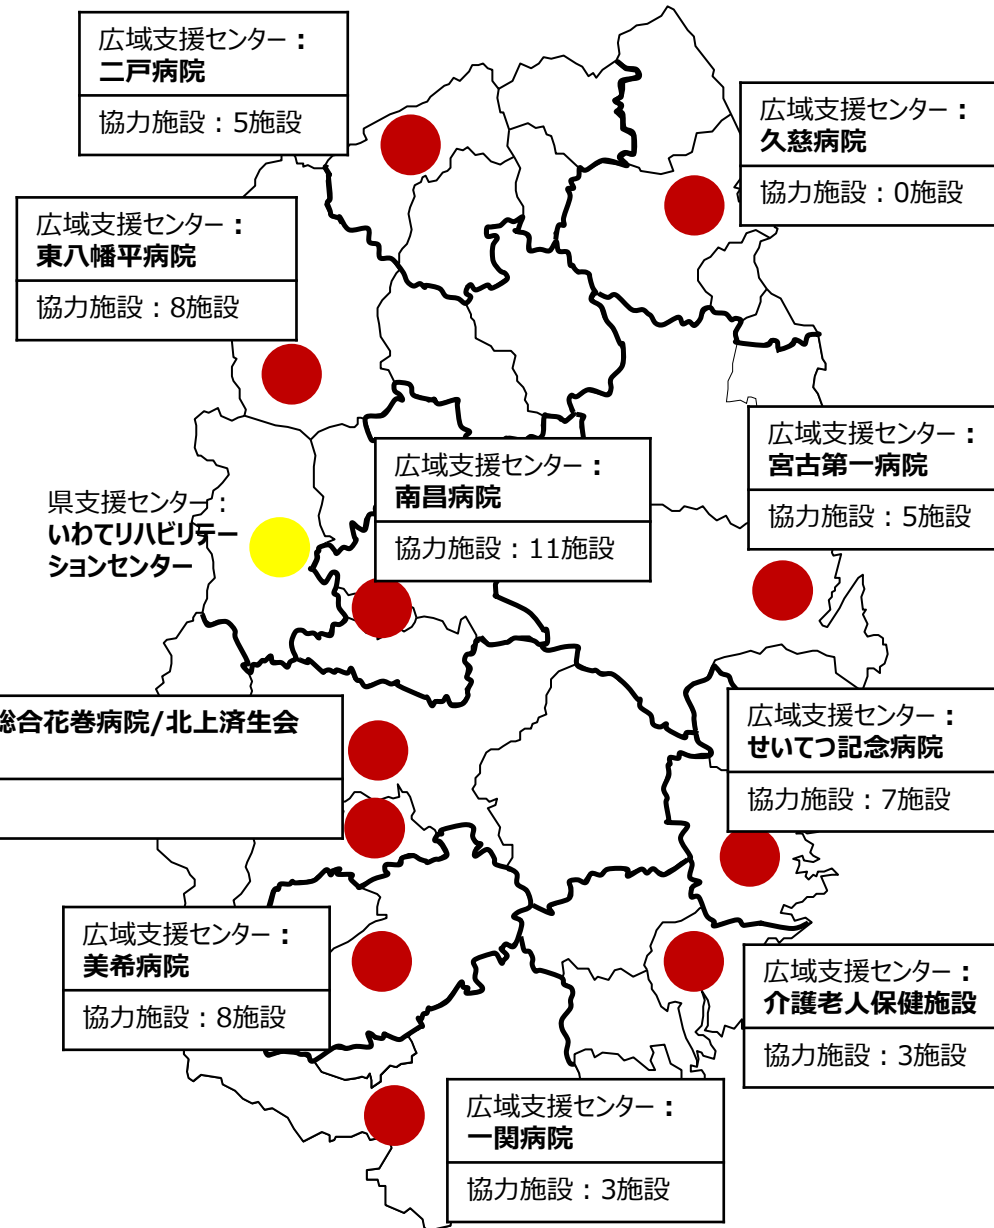 広域支援センター：
二戸病院
協力施設：5施設
広域支援センター：
久慈病院
協力施設：0施設
広域支援センター：
東八幡平病院
協力施設：8施設
広域支援センター：
南昌病院
協力施設：11施設
広域支援センター：
宮古第一病院
協力施設：5施設
県支援センター：
いわてリハビリテー
ションセンター
総合花巻病院/北上済生会
広域支援センター：
せいてつ記念病院
協力施設：7施設
広域支援センター：
美希病院
協力施設：8施設
広域支援センター：
介護老人保健施設
協力施設：3施設
広域支援センター：
一関病院
協力施設：3施設